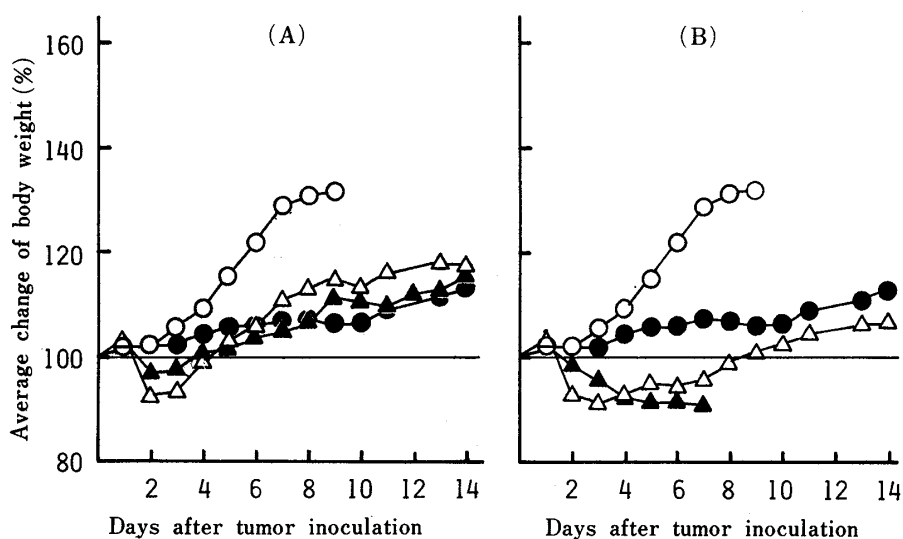 (A)
(B)
Average change of body weight (%)
160
140
120
100
80
2 4 6 8 10 12 14
2 4 6 8 10 12 14
Days after tumor inoculation
Days after tumor inoculation